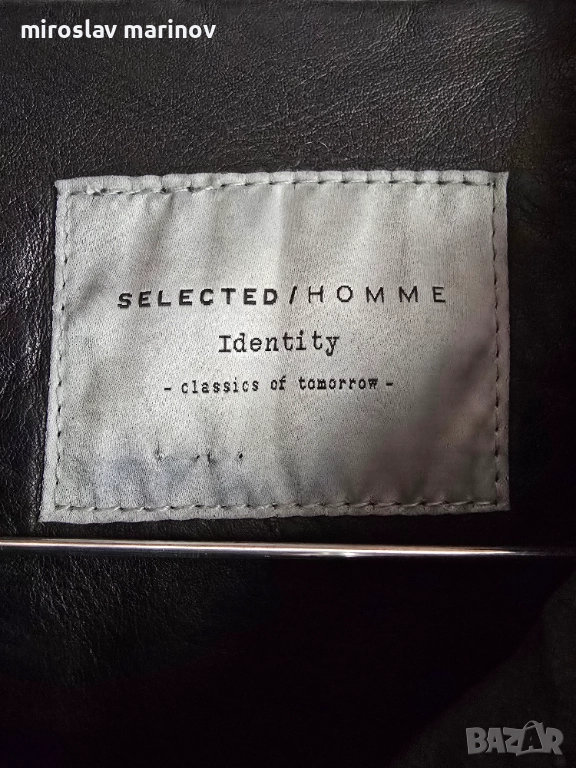 miroslav marinov
SELECTED/HOMME
Identity
- classics of tomorrow -
BAZAR